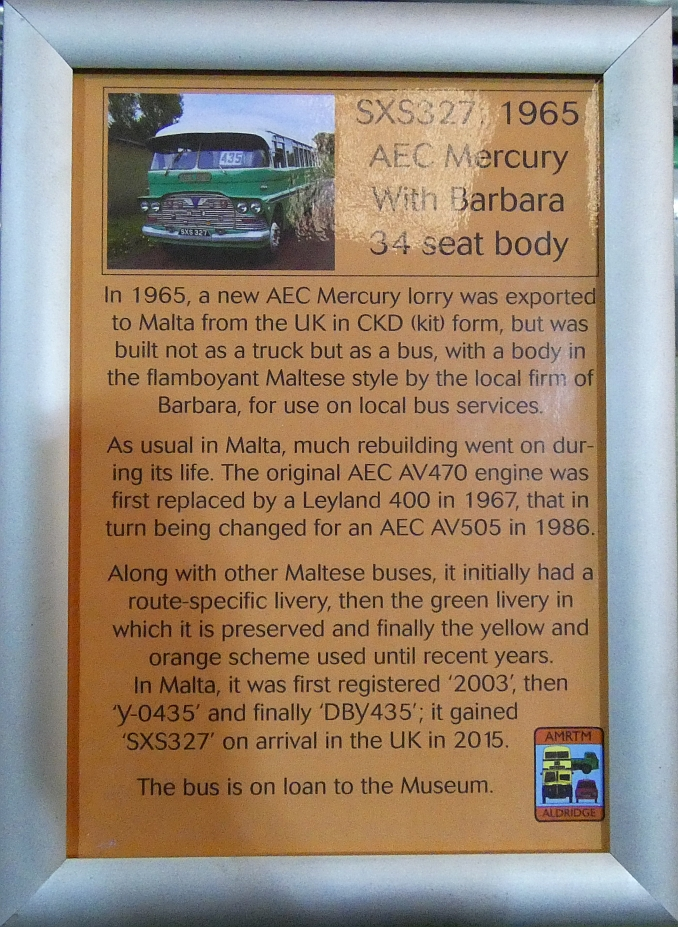 SXS327, 1965
AEC Mercury
With Barbara
34 seat body
435
SXS 327
In 1965, a new AEC Mercury lorry was exported
to Malta from the UK in CKD (kit) form, but was
built not as a truck but as a bus, with a body in
the flamboyant Maltese style by the local firm of
Barbara, for use on local bus services.
As usual in Malta, much rebuilding went on dur-
ing its life. The original AEC AV470 engine was
first replaced by a Leyland 400 in 1967, that in
turn being changed for an AEC AV505 in 1986.
Along with other Maltese buses, it initially had a
route-specific livery, then the green livery in
which it is preserved and finally the yellow and
orange scheme used until recent years.
In Malta, it was first registered ‘2003’, then
‘Y-0435’ and finally ‘DBY435’; it gained
‘SXS327’ on arrival in the UK in 2015.
The bus is on loan to the Museum.
AMRTM
ALDRIDGE